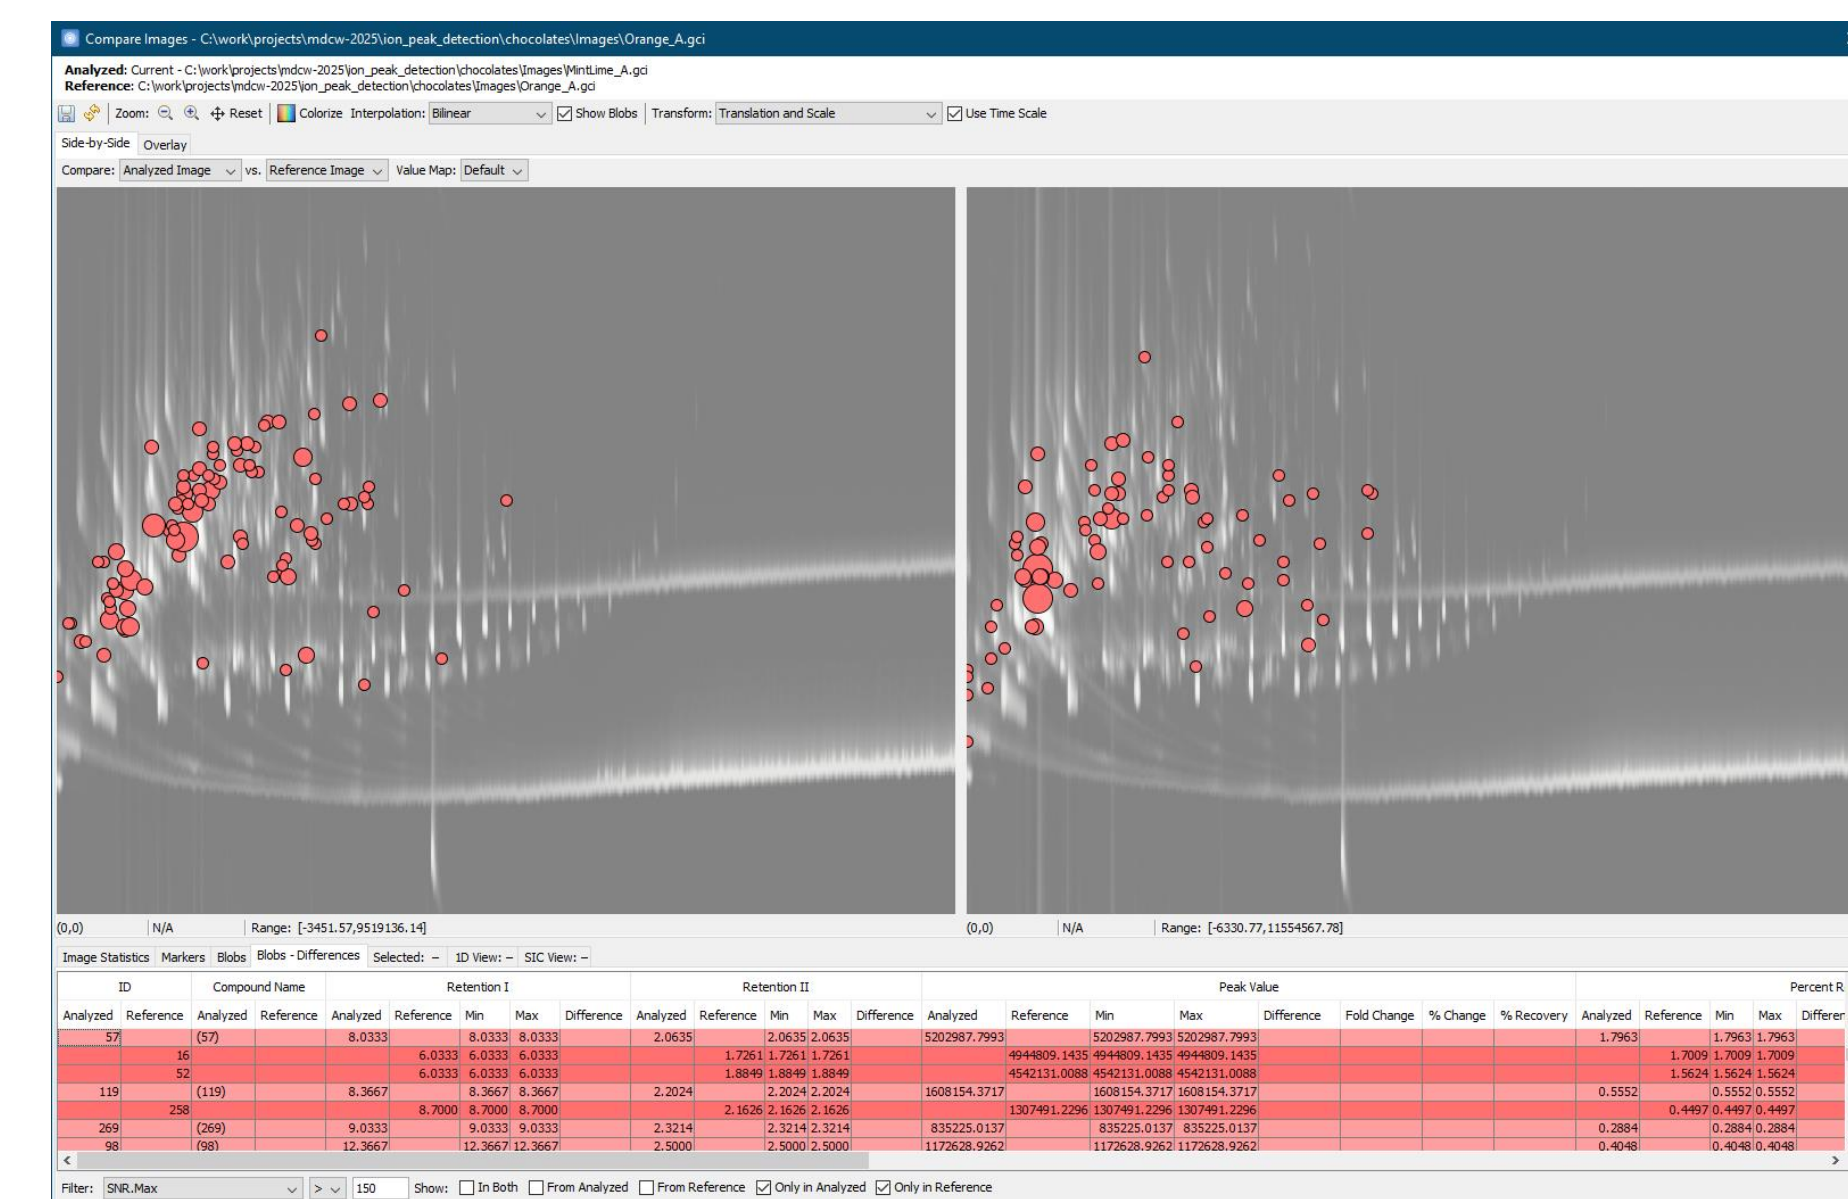 Compare Images - C:\work\projects\mdcw-2025\ion_peak_detection\chocolates\Images\Orange_A.gci
Analyzed: Current - C:\work\projects\mdcw-2025\ion_peak_detection\chocolates\Images\MintLime_A.gci
Reference: C:\work\projects\mdcw-2025\ion_peak_detection\chocolates\Images\Orange_A.gci
Zoom: Reset Colorize Interpolation: Bilinear Show Blobs Transform: Translation and Scale Use Time Scale
Side-by-Side Overlay
Compare: Analyzed Image vs. Reference Image Value Map: Default
(0,0) N/A Range: [-3451.57,9519136.14] (0,0) N/A Range: [-6330.77,11554567.78]
Image Statistics Markers Blobs Blobs - Differences Selected: – 1D View: – SIC View: –
ID Compound Name Retention I Retention II Peak Value Percent R
Analyzed Reference Analyzed Reference Analyzed Reference Min Max Difference Analyzed Reference Min Max Difference Analyzed Reference Min Max Difference Fold Change % Change % Recovery Analyzed Reference Min Max Differen
57 (57) 8.0333 8.0333 8.0333 2.0635 2.0635 2.0635 5202987.7993 5202987.7993 5202987.7993 1.7963 1.7963 1.7963
16 6.0333 6.0333 6.0333 1.7261 1.7261 1.7261 4944809.1435 4944809.1435 4944809.1435 1.7009 1.7009 1.7009
52 6.0333 6.0333 6.0333 1.8849 1.8849 1.8849 4542131.0088 4542131.0088 4542131.0088 1.5624 1.5624 1.5624
119 (119) 8.3667 8.3667 8.3667 2.2024 2.2024 2.2024 1608154.3717 1608154.3717 1608154.3717 0.5552 0.5552 0.5552
258 8.7000 8.7000 8.7000 2.1626 2.1626 2.1626 1307491.2296 1307491.2296 1307491.2296 0.4497 0.4497 0.4497
269 (269) 9.0333 9.0333 9.0333 2.3214 2.3214 2.3214 835225.0137 835225.0137 835225.0137 0.2884 0.2884 0.2884
98 (98) 12.3667 12.3667 12.3667 2.5000 2.5000 2.5000 1172628.9262 1172628.9262 1172628.9262 0.4048 0.4048 0.4048
Filter: SNR.Max > 150 Show: In Both From Analyzed From Reference Only in Analyzed Only in Reference